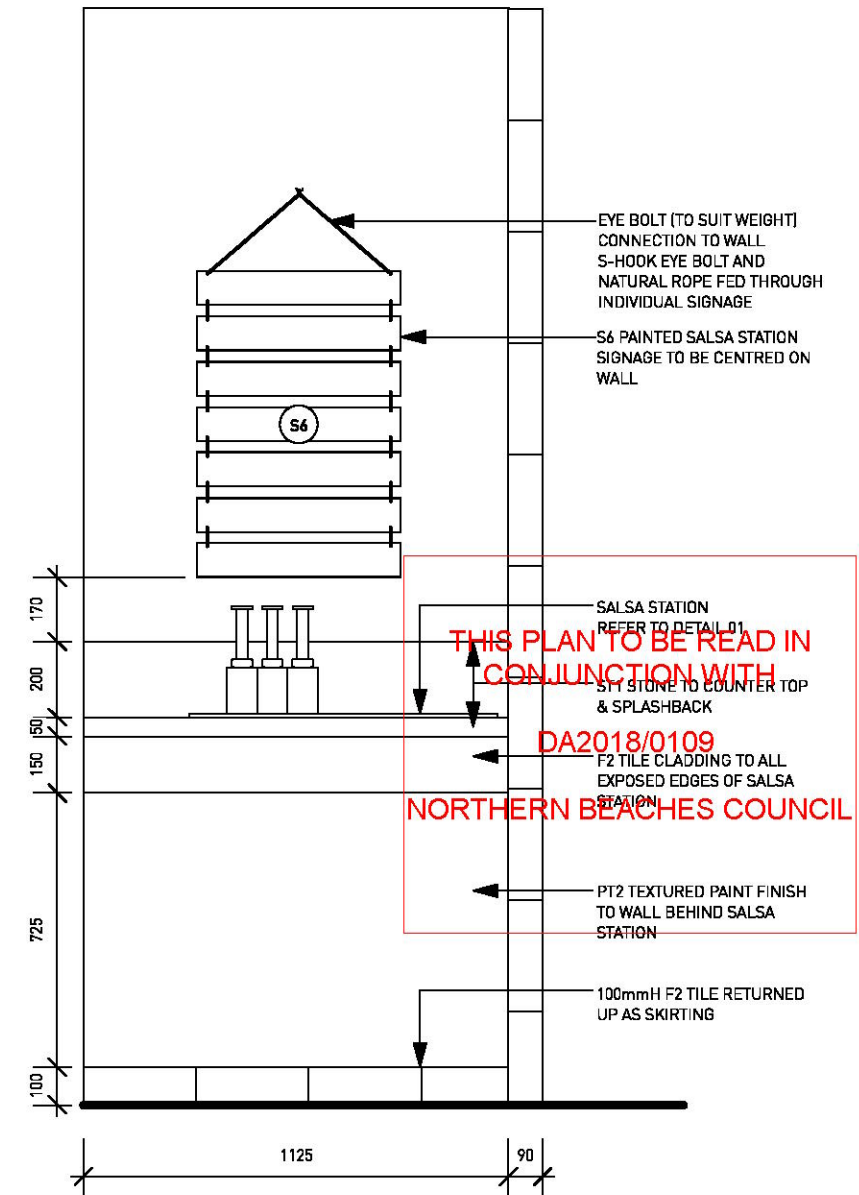 EYE BOLT (TO SUIT WEIGHT)
CONNECTION TO WALL
S-HOOK EYE BOLT AND
NATURAL ROPE FED THROUGH
INDIVIDUAL SIGNAGE
S6 PAINTED SALSA STATION
SIGNAGE TO BE CENTRED ON
WALL
S6
SALSA STATION
REFER TO DETAIL 01
THIS PLAN TO BE READ IN
CONJUNCTION WITH
ST1 STONE TO COUNTER TOP
& SPLASHBACK
DA2018/0109
F2 TILE CLADDING TO ALL
EXPOSED EDGES OF SALSA
STATION
NORTHERN BEACHES COUNCIL
PT2 TEXTURED PAINT FINISH
TO WALL BEHIND SALSA
STATION
100mmH F2 TILE RETURNED
UP AS SKIRTING
170
200
50
150
725
100
1125
90